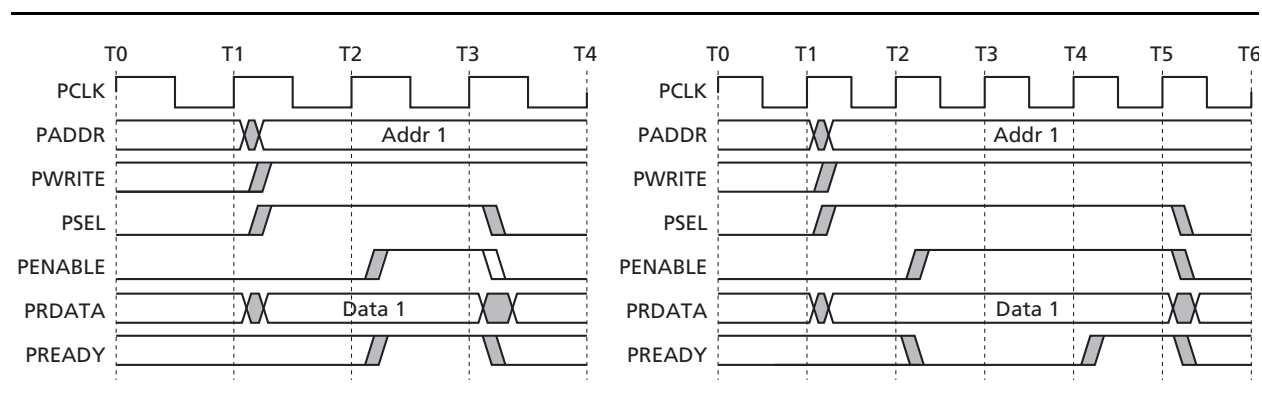 T0 T1 T2 T3 T4
PCLK
PADDR Addr 1
PWRITE
PSEL
PENABLE
PRDATA Data 1
PREADY
T0 T1 T2 T3 T4 T5 T6
PCLK
PADDR Addr 1
PWRITE
PSEL
PENABLE
PRDATA Data 1
PREADY